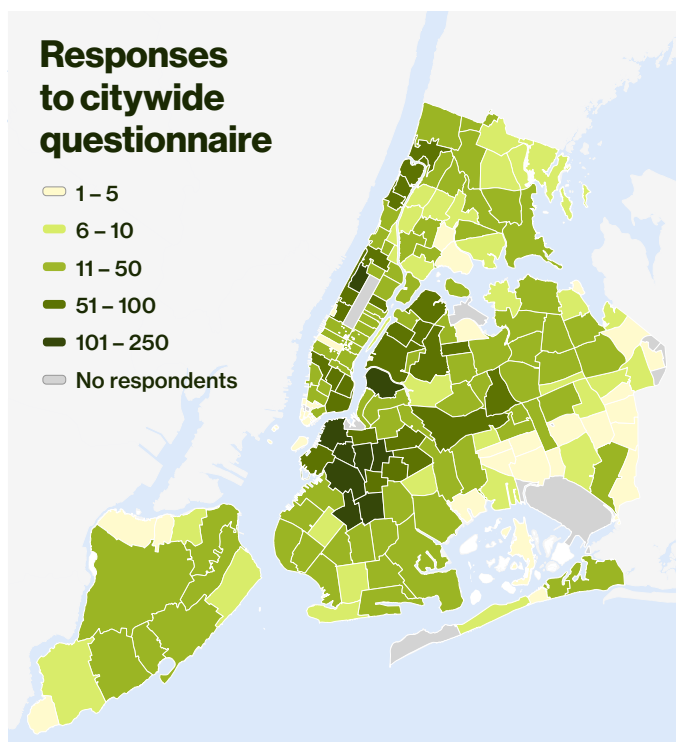 Responses
to citywide
questionnaire
1 – 5
6 – 10
11 – 50
51 – 100
101 – 250
No respondents